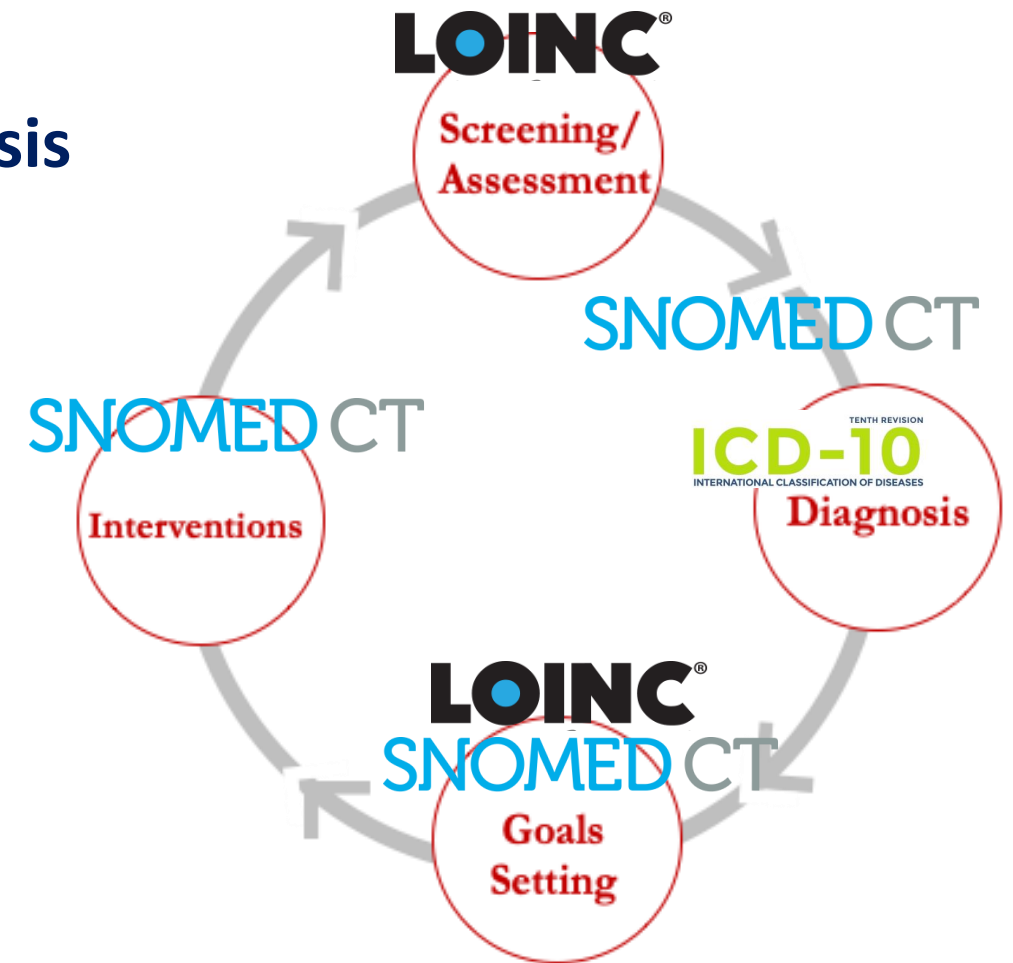 LOINC®
Screening/
Assessment
sis
SNOMED CT
TENTH REVISION
ICD-10
INTERNATIONAL CLASSIFICATION OF DISEASES
Diagnosis
SNOMED CT
Interventions
LOINC®
SNOMED CT
Goals
Setting